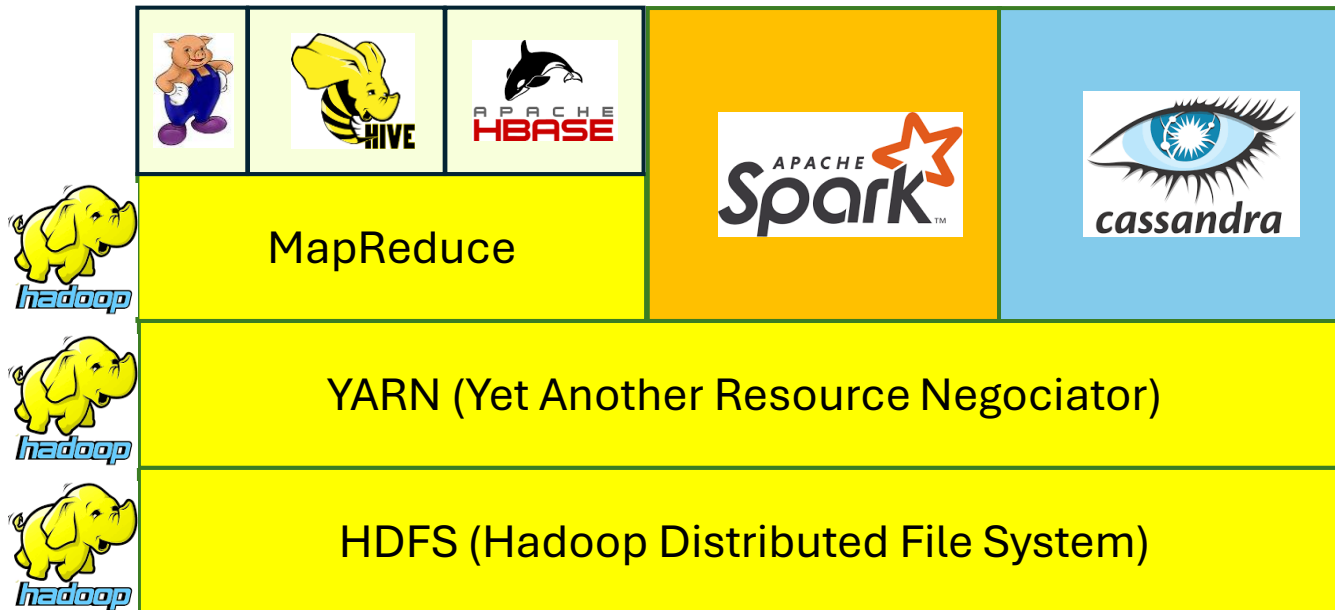 HIVE
APACHE
HBASE
APACHE
Spark™
cassandra
hadoop
MapReduce
hadoop
YARN (Yet Another Resource Negociator)
hadoop
HDFS (Hadoop Distributed File System)